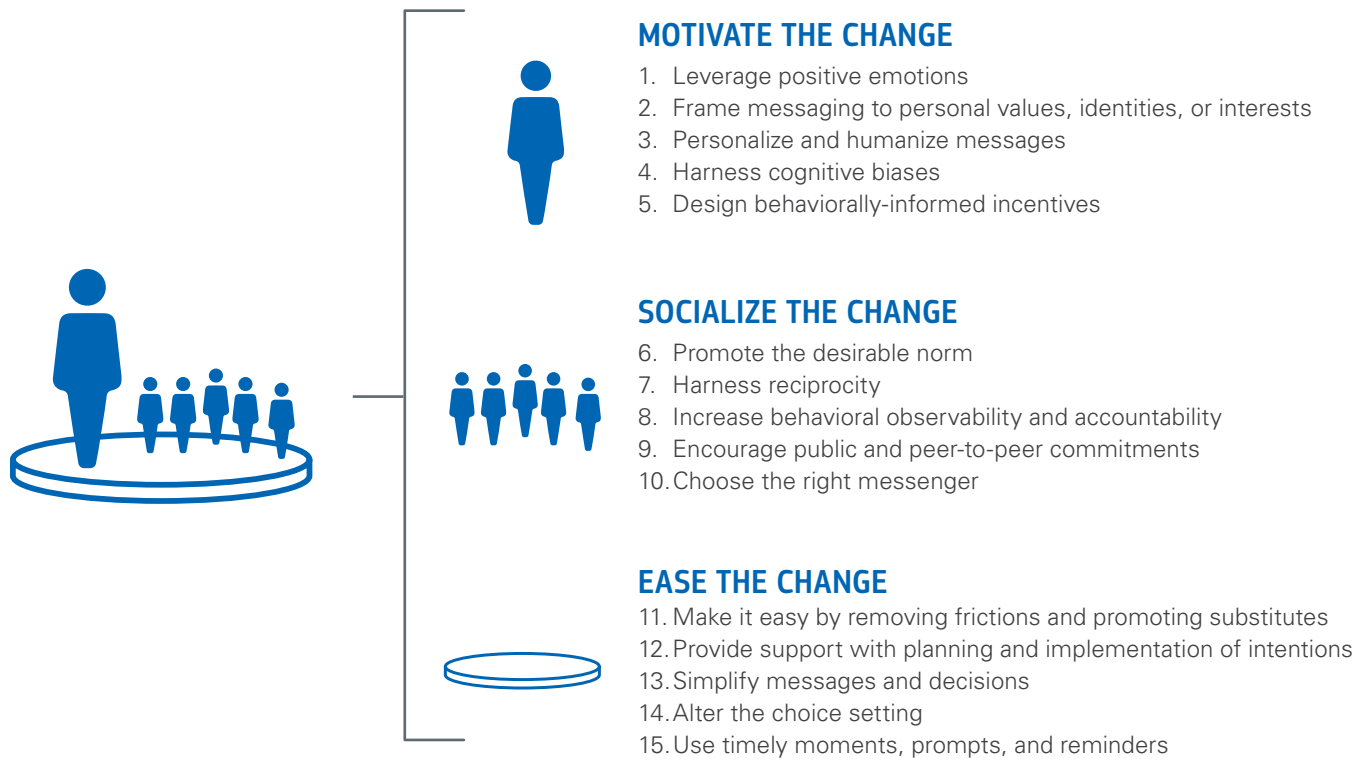 MOTIVATE THE CHANGE
1. Leverage positive emotions
2. Frame messaging to personal values, identities, or interests
3. Personalize and humanize messages
4. Harness cognitive biases
5. Design behaviorally-informed incentives
SOCIALIZE THE CHANGE
6. Promote the desirable norm
7. Harness reciprocity
8. Increase behavioral observability and accountability
9. Encourage public and peer-to-peer commitments
10. Choose the right messenger
EASE THE CHANGE
11. Make it easy by removing frictions and promoting substitutes
12. Provide support with planning and implementation of intentions
13. Simplify messages and decisions
14. Alter the choice setting
15. Use timely moments, prompts, and reminders